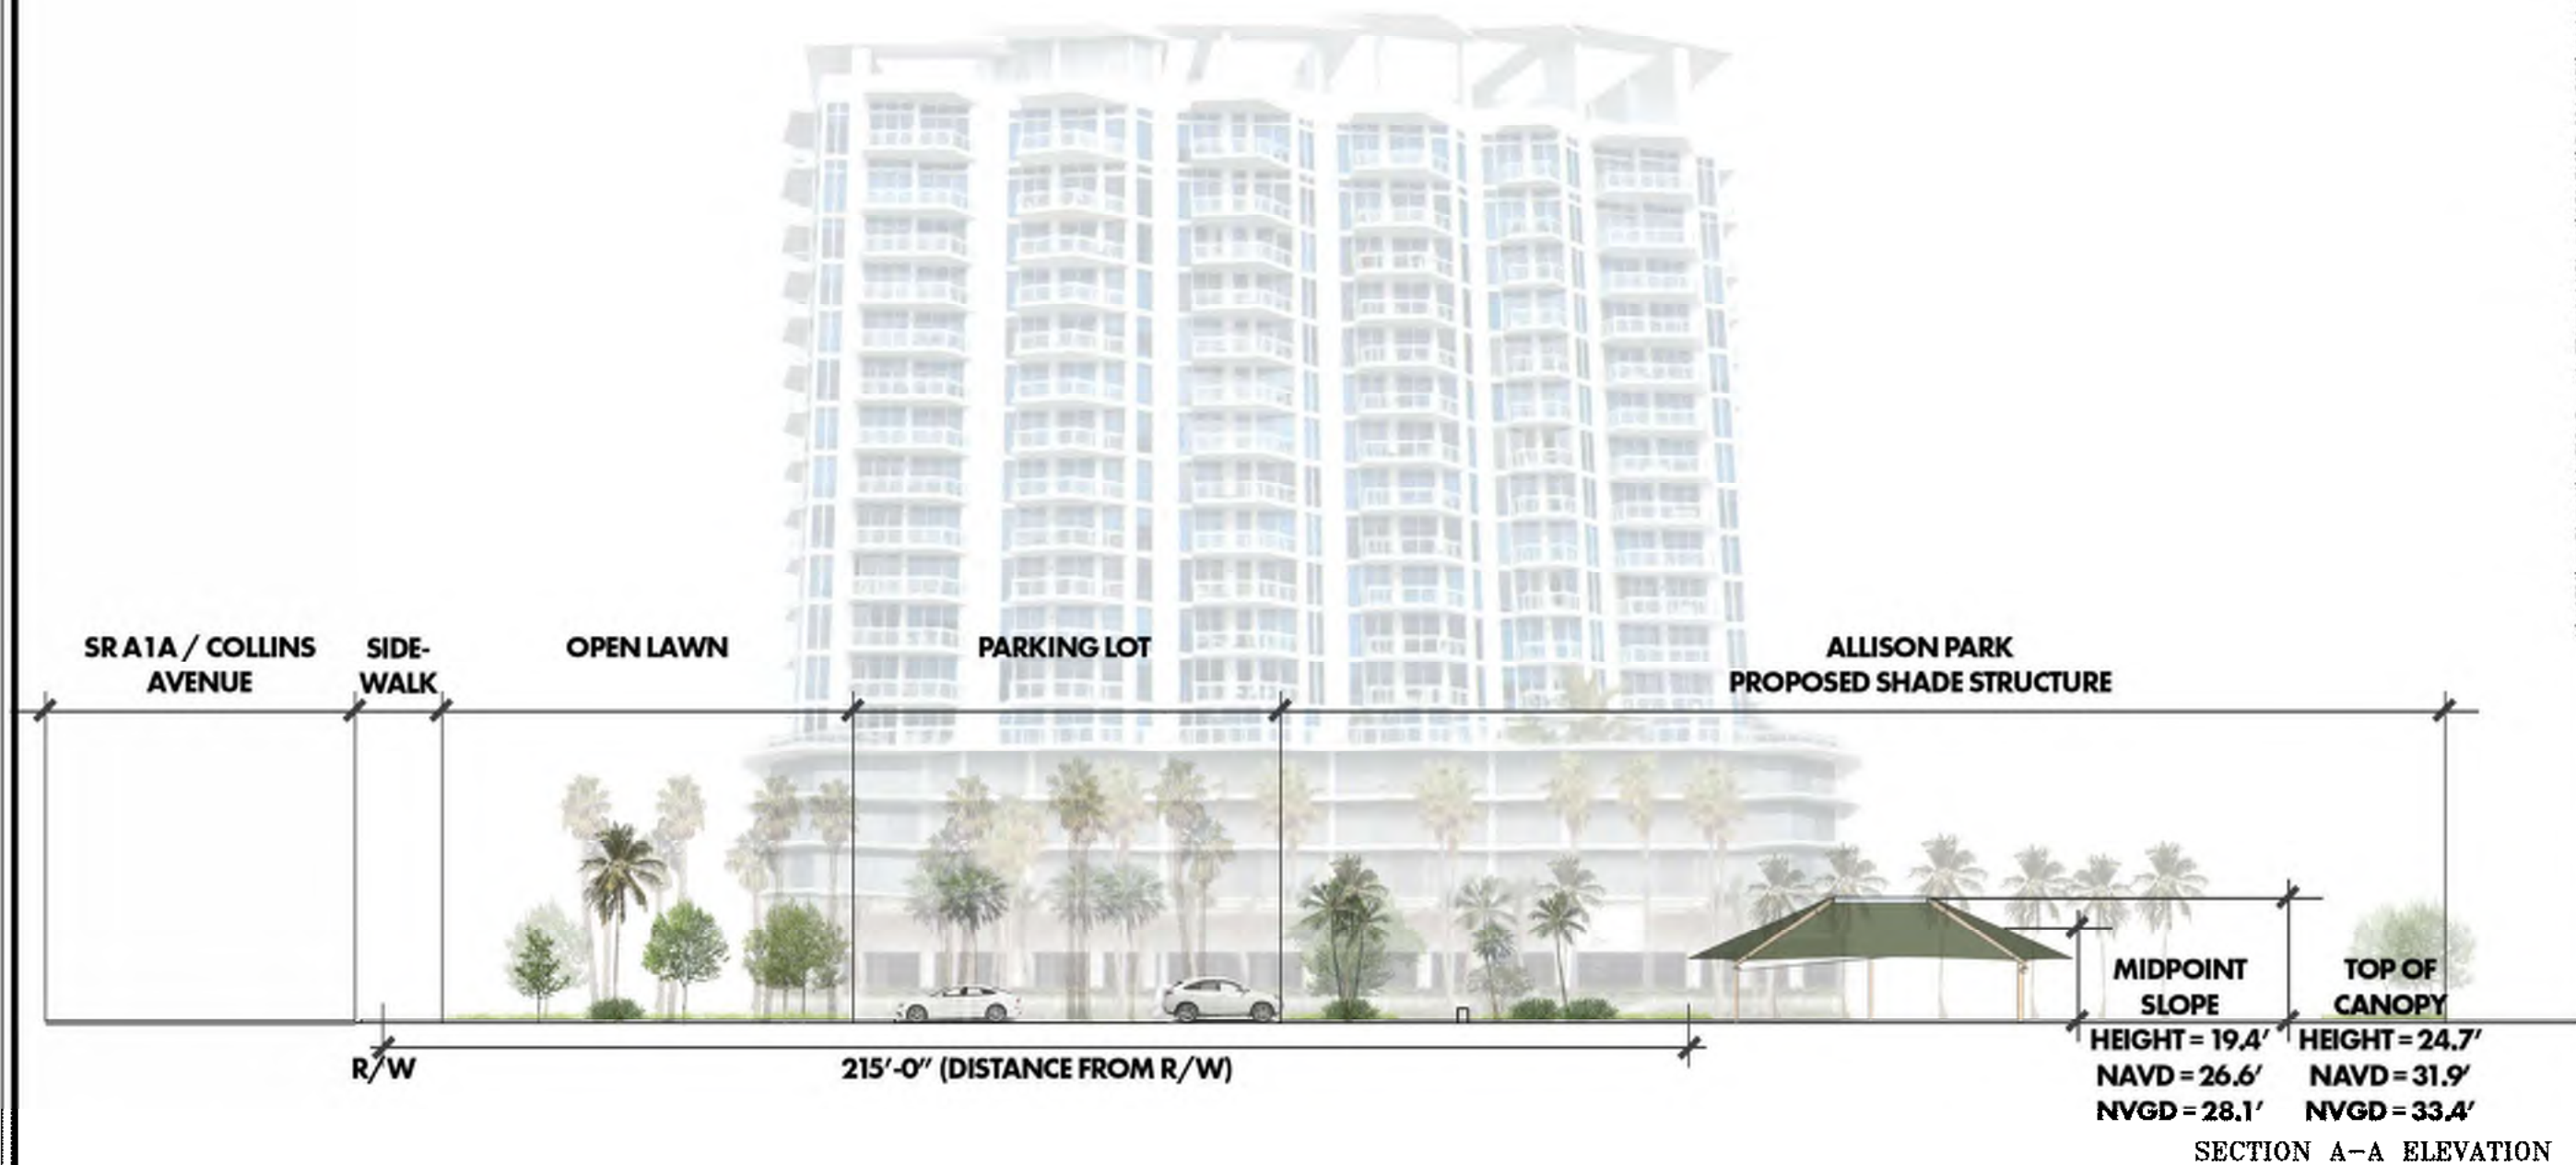 SR A1A / COLLINS
AVENUE
SIDE-
WALK
OPEN LAWN
PARKING LOT
ALLISON PARK
PROPOSED SHADE STRUCTURE
MIDPOINT
SLOPE
HEIGHT = 19.4'
NAVD = 26.6'
NVGD = 28.1'
TOP OF
CANOPY
HEIGHT = 24.7'
NAVD = 31.9'
NVGD = 33.4'
R/W
215'-0" (DISTANCE FROM R/W)
SECTION A-A ELEVATION